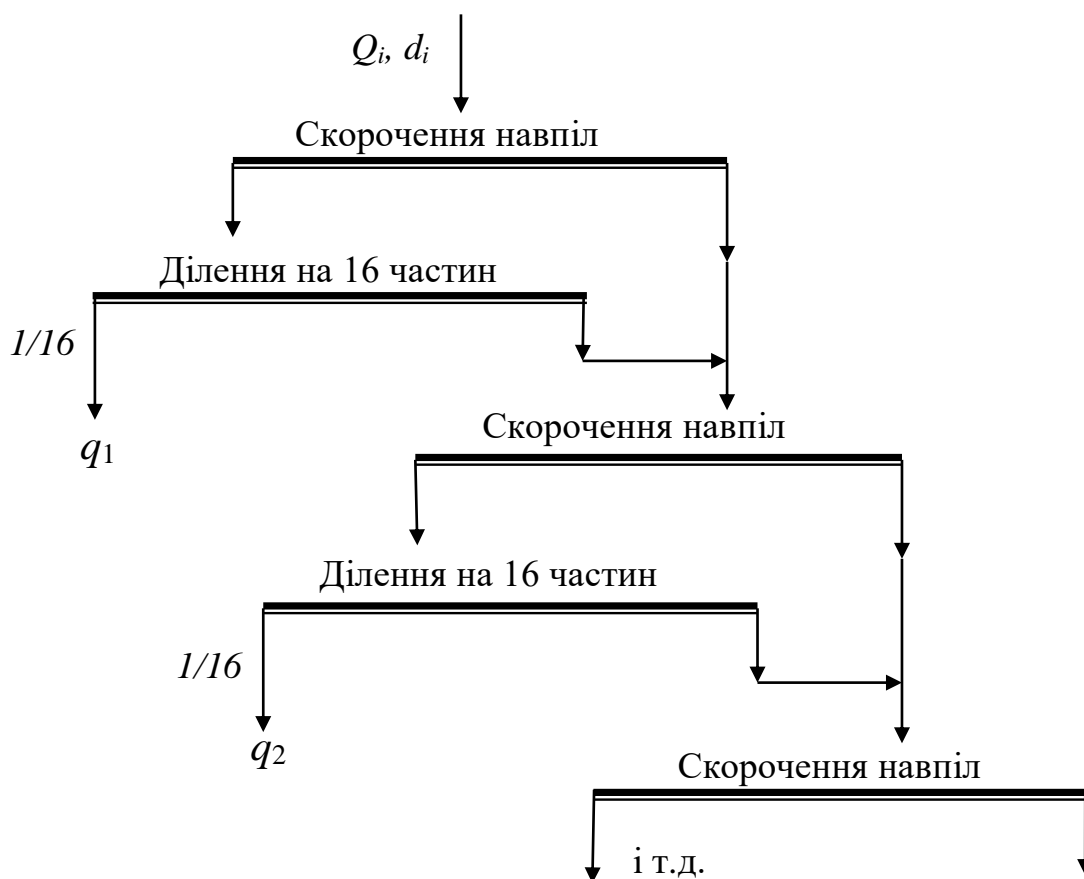 Qi, di
Скорочення навпіл
Ділення на 16 частин
1/16
q1
Скорочення навпіл
Ділення на 16 частин
1/16
q2
Скорочення навпіл
і т.д.